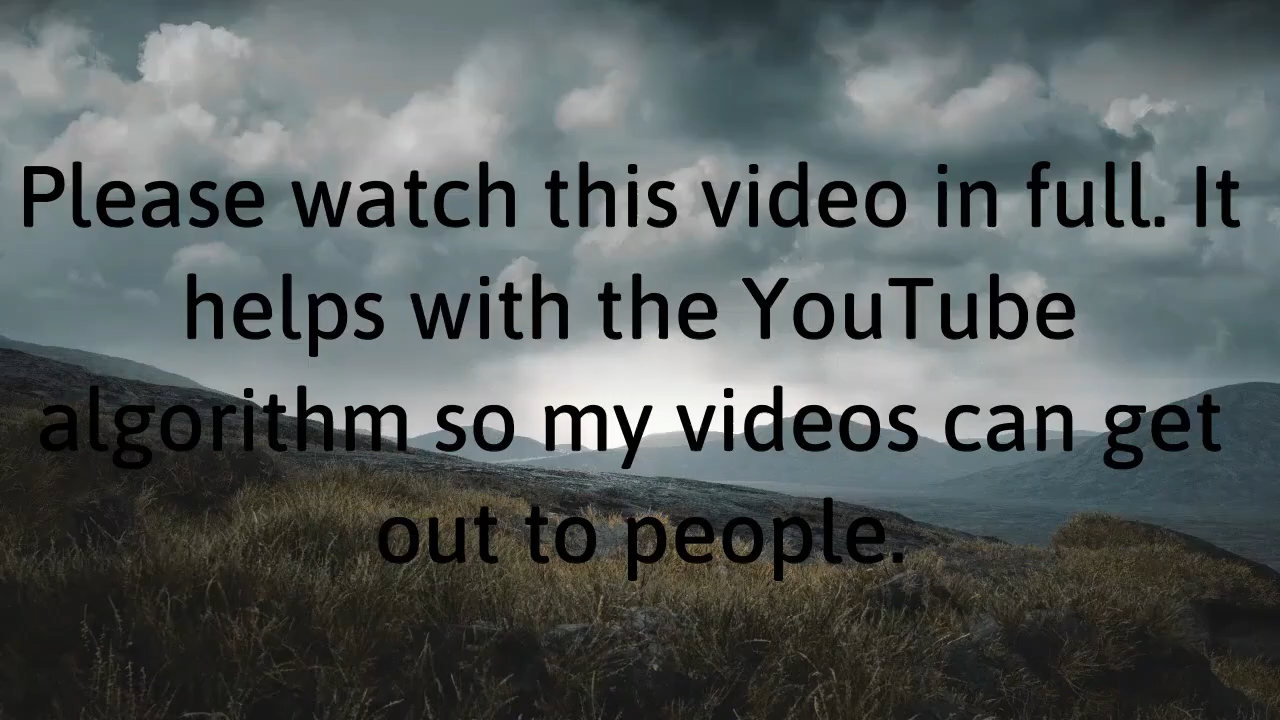 Please watch this video in full. It
helps with the YouTube
algorithm so my videos can get
out to people.